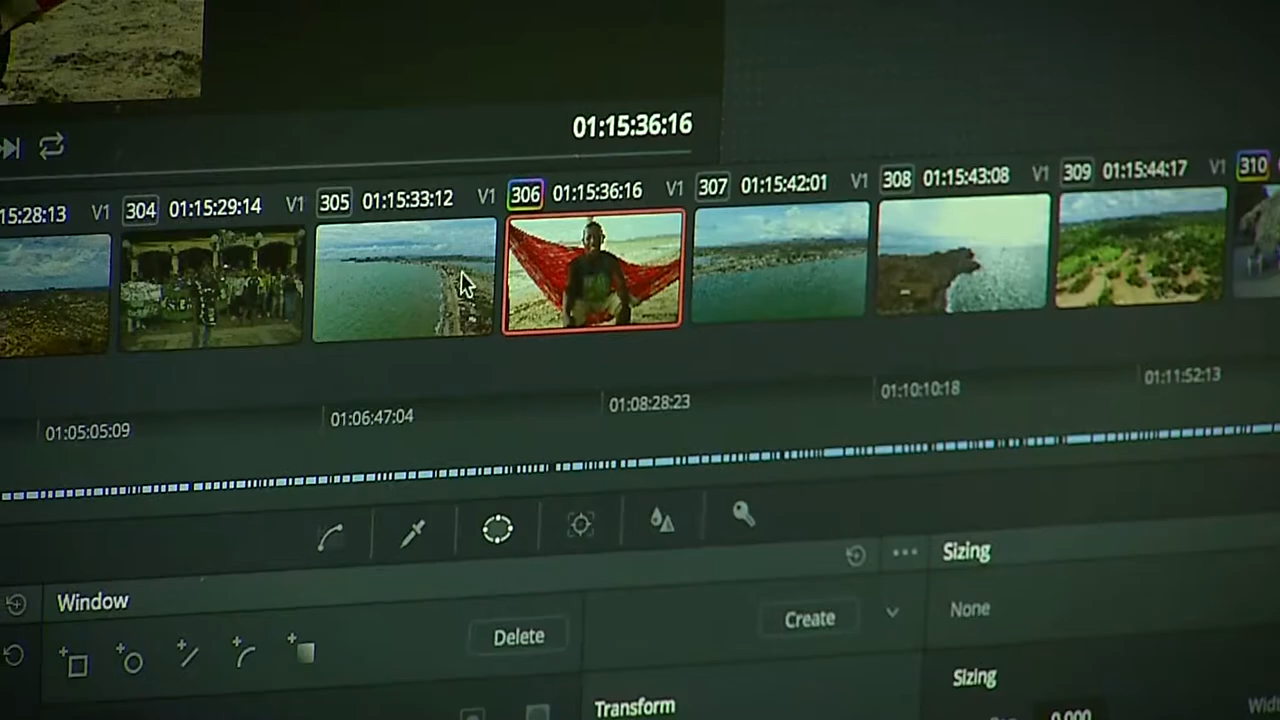 01:15:36:16
15:28:13 V1 304 01:15:29:14 V1 305 01:15:33:12 V1 306 01:15:36:16 V1 307 01:15:42:01 V1 308 01:15:43:08 V1 309 01:15:44:17 V1 310
01:05:05:09 01:06:47:04 01:08:28:23 01:10:10:18 01:11:52:13
Window Sizing
Delete Create None
Sizing
Transform 0.000